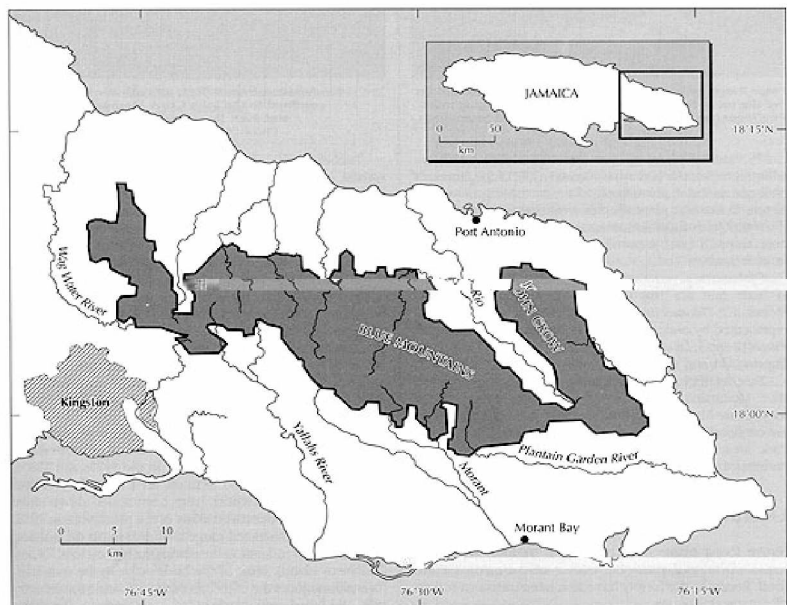 JAMAICA
0 50
km
18°15'N
Port Antonio
Wag Water River
Rio
JOHN CROW
BLUE MOUNTAINS
Kingston
18°00'N
Yallahs River
Plantain Garden River
Morant
Morant Bay
0 5 10
km
76°45'W
76°30'W
76°15'W